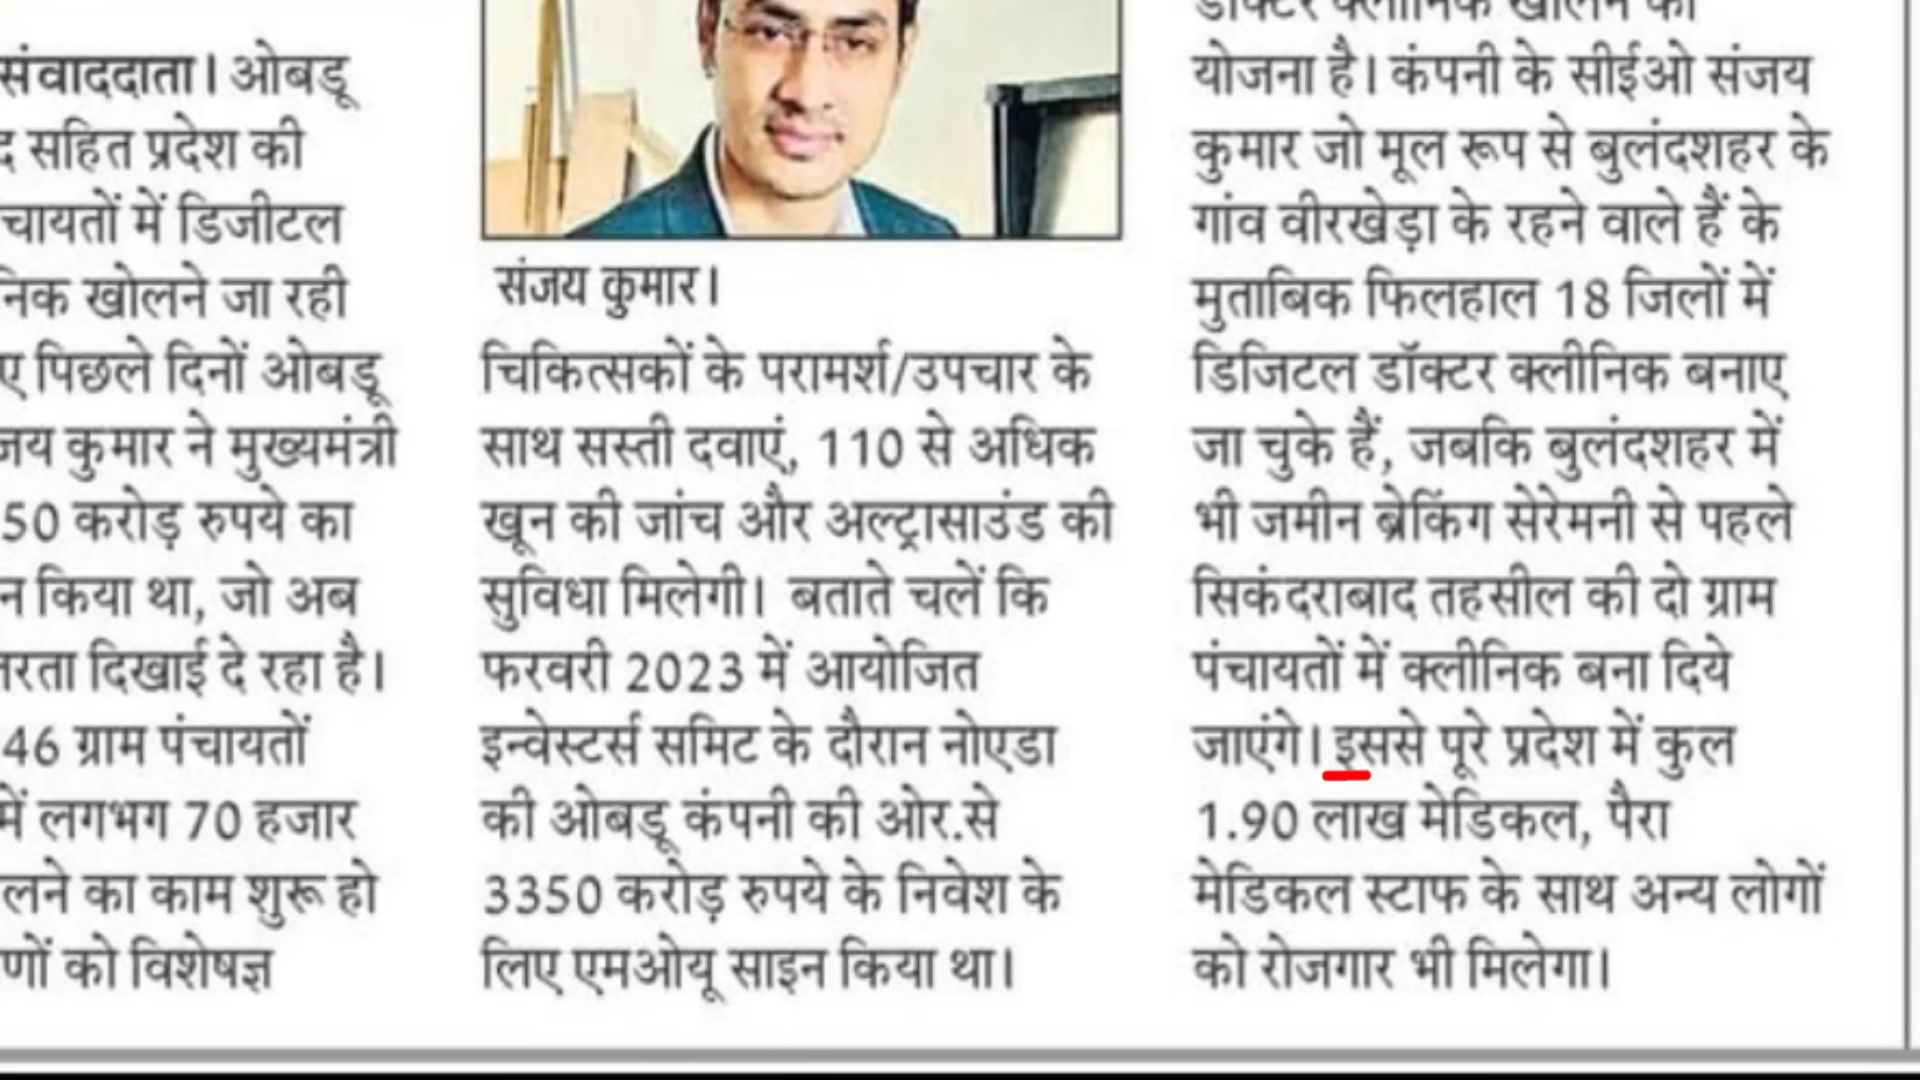 संवाददाता। ओबडू
सहित प्रदेश की
में डिजीटल
खोलने जा रही
पिछले दिनों ओबडू
कुमार ने मुख्यमंत्री
50 करोड़ रुपये का
किया था, जो अब
दिखाई दे रहा है।
46 ग्राम पंचायतों
में लगभग 70 हजार
का काम शुरू हो
को विशेषज्ञ
संजय कुमार।
चिकित्सकों के परामर्श/उपचार के
साथ सस्ती दवाएं, 110 से अधिक
खून की जांच और अल्ट्रासाउंड की
सुविधा मिलेगी। बताते चलें कि
फरवरी 2023 में आयोजित
इन्वेस्टर्स समिट के दौरान नोएडा
की ओबडू कंपनी की ओर.से
3350 करोड़ रुपये के निवेश के
लिए एमओयू साइन किया था।
डॉक्टर क्लीनिक खोलने की
योजना है। कंपनी के सीईओ संजय
कुमार जो मूल रूप से बुलंदशहर के
गांव वीरखेड़ा के रहने वाले हैं के
मुताबिक फिलहाल 18 जिलों में
डिजिटल डॉक्टर क्लीनिक बनाए
जा चुके हैं, जबकि बुलंदशहर में
भी जमीन ब्रेकिंग सेरेमनी से पहले
सिकंदराबाद तहसील की दो ग्राम
पंचायतों में क्लीनिक बना दिये
जाएंगे। इससे पूरे प्रदेश में कुल
1.90 लाख मेडिकल, पैरा
मेडिकल स्टाफ के साथ अन्य लोगों
को रोजगार भी मिलेगा।